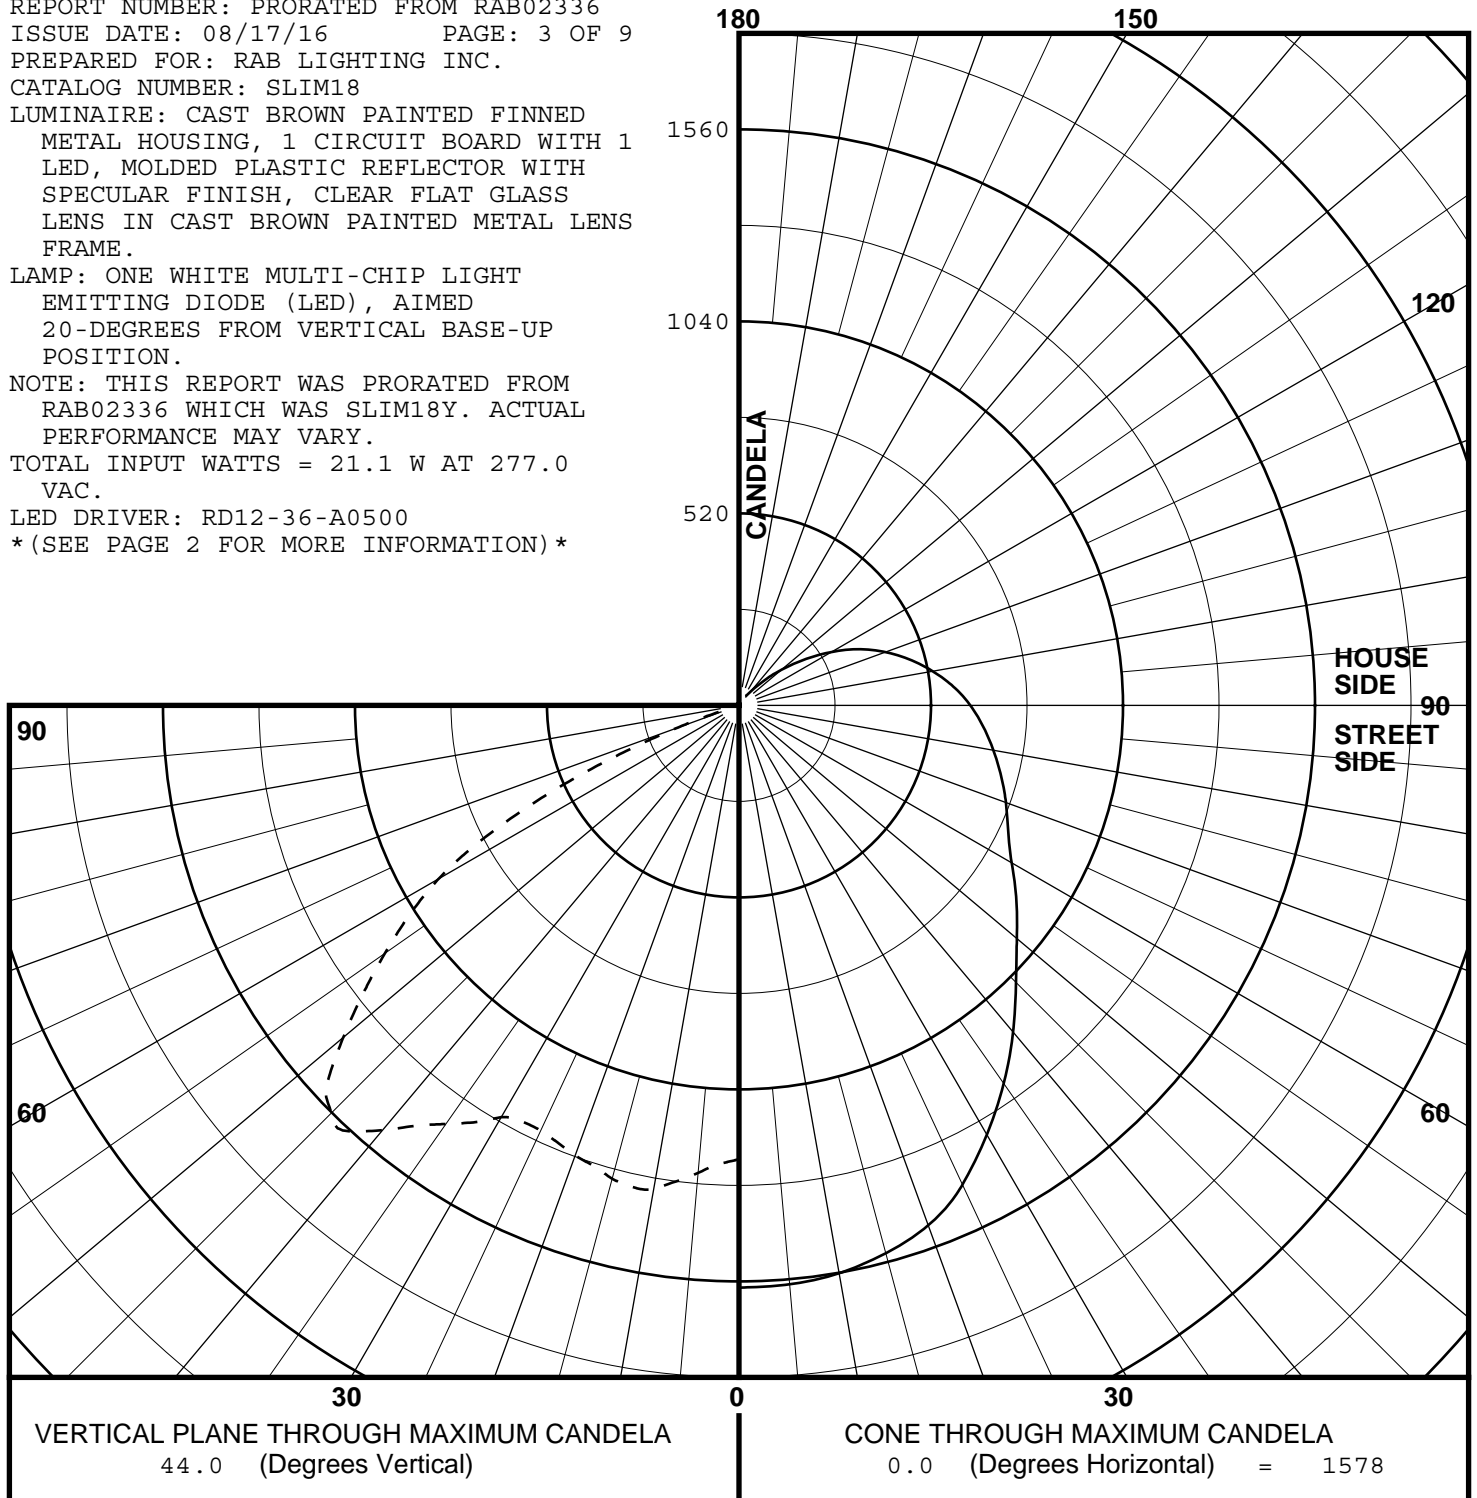 REPORT NUMBER: PRORATED FROM RAB02336
ISSUE DATE: 08/17/16 PAGE: 3 OF 9
PREPARED FOR: RAB LIGHTING INC.
CATALOG NUMBER: SLIM18
LUMINAIRE: CAST BROWN PAINTED FINNED
METAL HOUSING, 1 CIRCUIT BOARD WITH 1
LED, MOLDED PLASTIC REFLECTOR WITH
SPECULAR FINISH, CLEAR FLAT GLASS
LENS IN CAST BROWN PAINTED METAL LENS
FRAME.
LAMP: ONE WHITE MULTI-CHIP LIGHT
EMITTING DIODE (LED), AIMED
20-DEGREES FROM VERTICAL BASE-UP
POSITION.
NOTE: THIS REPORT WAS PRORATED FROM
RAB02336 WHICH WAS SLIM18Y. ACTUAL
PERFORMANCE MAY VARY.
TOTAL INPUT WATTS = 21.1 W AT 277.0
VAC.
LED DRIVER: RD12-36-A0500
*(SEE PAGE 2 FOR MORE INFORMATION)*
180
150
1560
120
1040
CANDELA
520
HOUSE
SIDE
90
90
STREET
SIDE
60
60
30
0
30
VERTICAL PLANE THROUGH MAXIMUM CANDELA
44.0 (Degrees Vertical)
CONE THROUGH MAXIMUM CANDELA
0.0 (Degrees Horizontal) = 1578